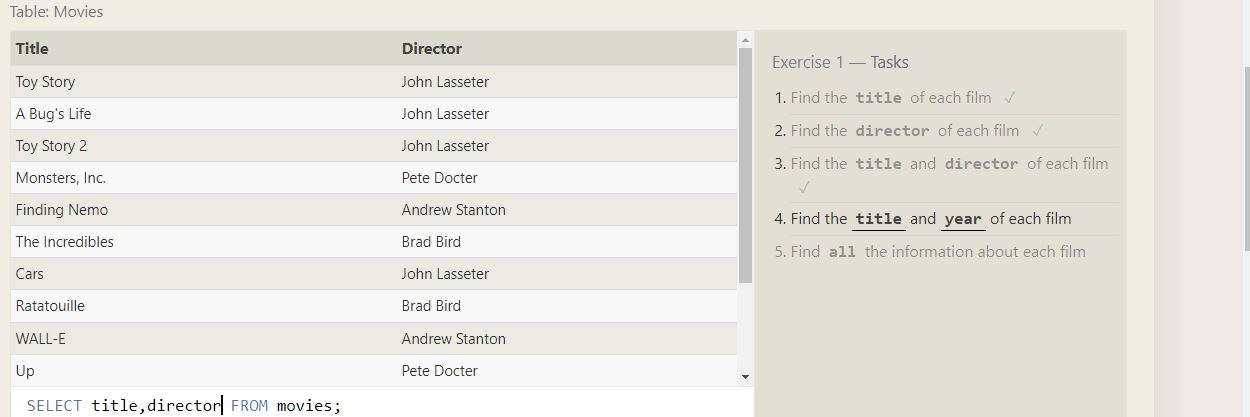 Table: Movies
Title Director
Toy Story John Lasseter
A Bug's Life John Lasseter
Toy Story 2 John Lasseter
Monsters, Inc. Pete Docter
Finding Nemo Andrew Stanton
The Incredibles Brad Bird
Cars John Lasseter
Ratatouille Brad Bird
WALL-E Andrew Stanton
Up Pete Docter
SELECT title,director FROM movies;
Exercise 1 — Tasks
1. Find the title of each film ✓
2. Find the director of each film ✓
3. Find the title and director of each film
✓
4. Find the title and year of each film
5. Find all the information about each film